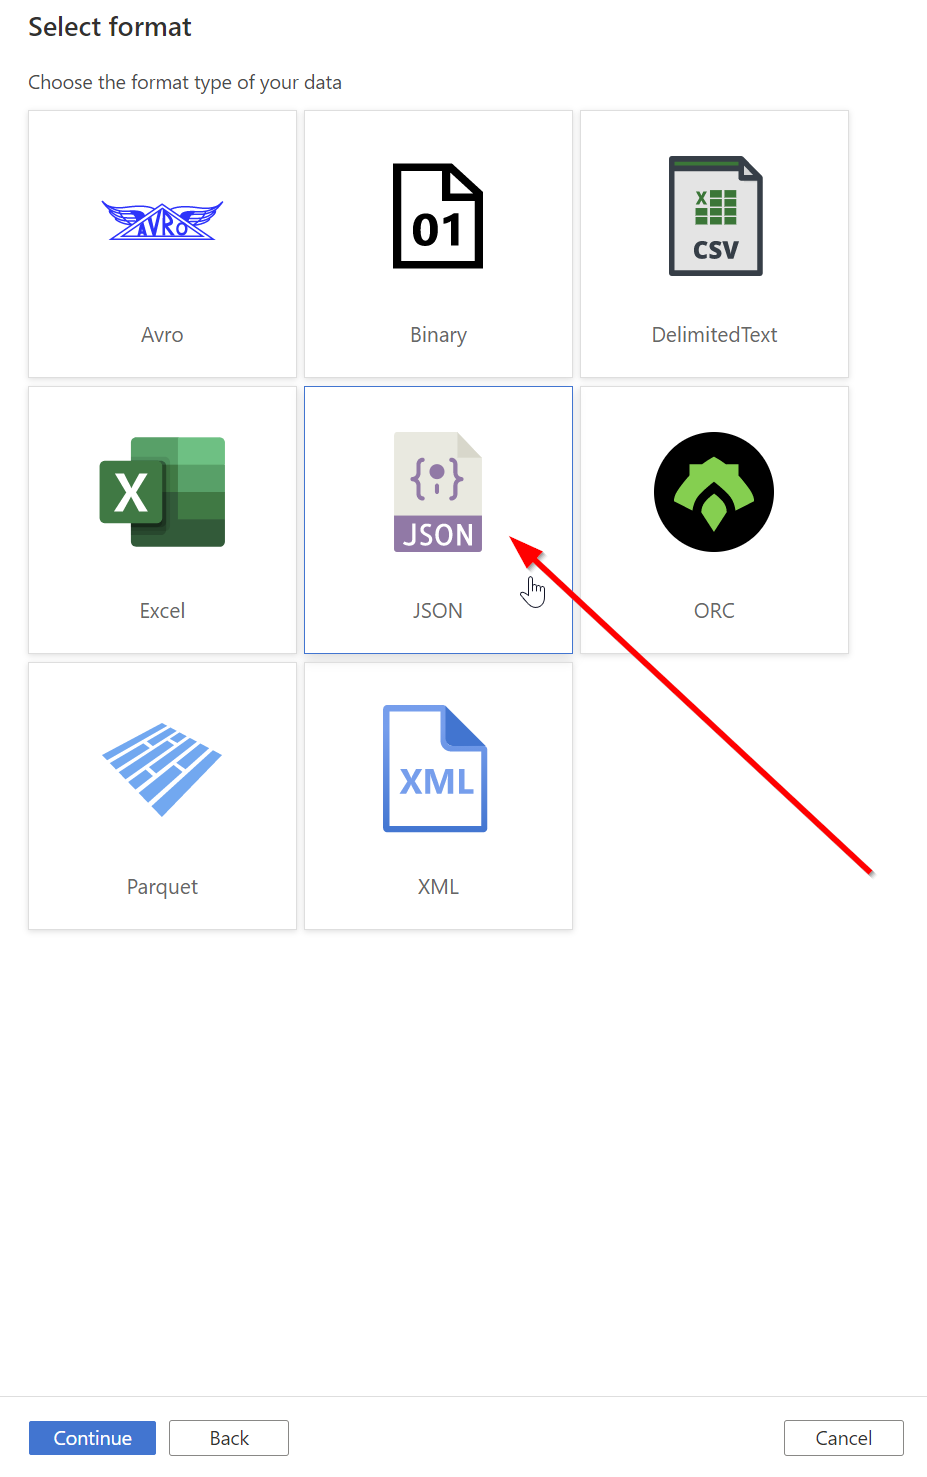 Select format
Choose the format type of your data
AVRO
01
X
CSV
Avro
Binary
DelimitedText
X
{ }
JSON
Excel
JSON
ORC
XML
Parquet
XML
Continue
Back
Cancel